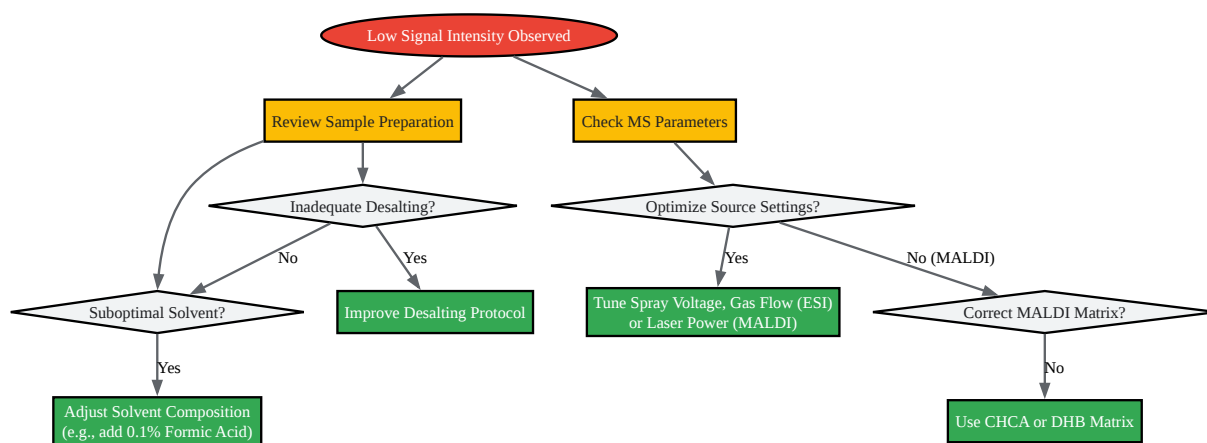 Low Signal Intensity Observed
Review Sample Preparation
Check MS Parameters
Inadequate Desalting?
Optimize Source Settings?
No
Yes
Yes
No (MALDI)
Suboptimal Solvent?
Improve Desalting Protocol
Tune Spray Voltage, Gas Flow (ESI)
or Laser Power (MALDI)
Correct MALDI Matrix?
Yes
No
Adjust Solvent Composition
(e.g., add 0.1% Formic Acid)
Use CHCA or DHB Matrix